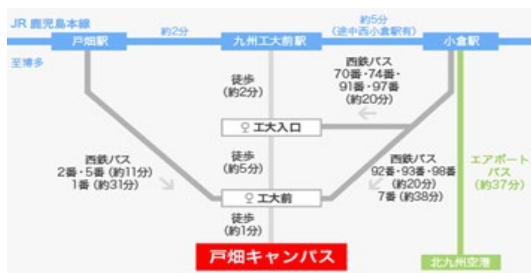 JR 鹿児島本線
約2分
約5分
(途中西小倉駅有)
戸畑駅
九州工大前駅
小倉駅
至博多
徒歩
(約2分)
西鉄バス
70番・74番・
91番・97番
(約20分)
工大入口
西鉄バス
2番・5番 (約11分)
1番 (約31分)
徒歩
(約5分)
西鉄バス
92番・93番・98番
(約20分)
7番 (約38分)
エアポート
バス
(約37分)
工大前
徒歩
(約1分)
戸畑キャンパス
北九州空港